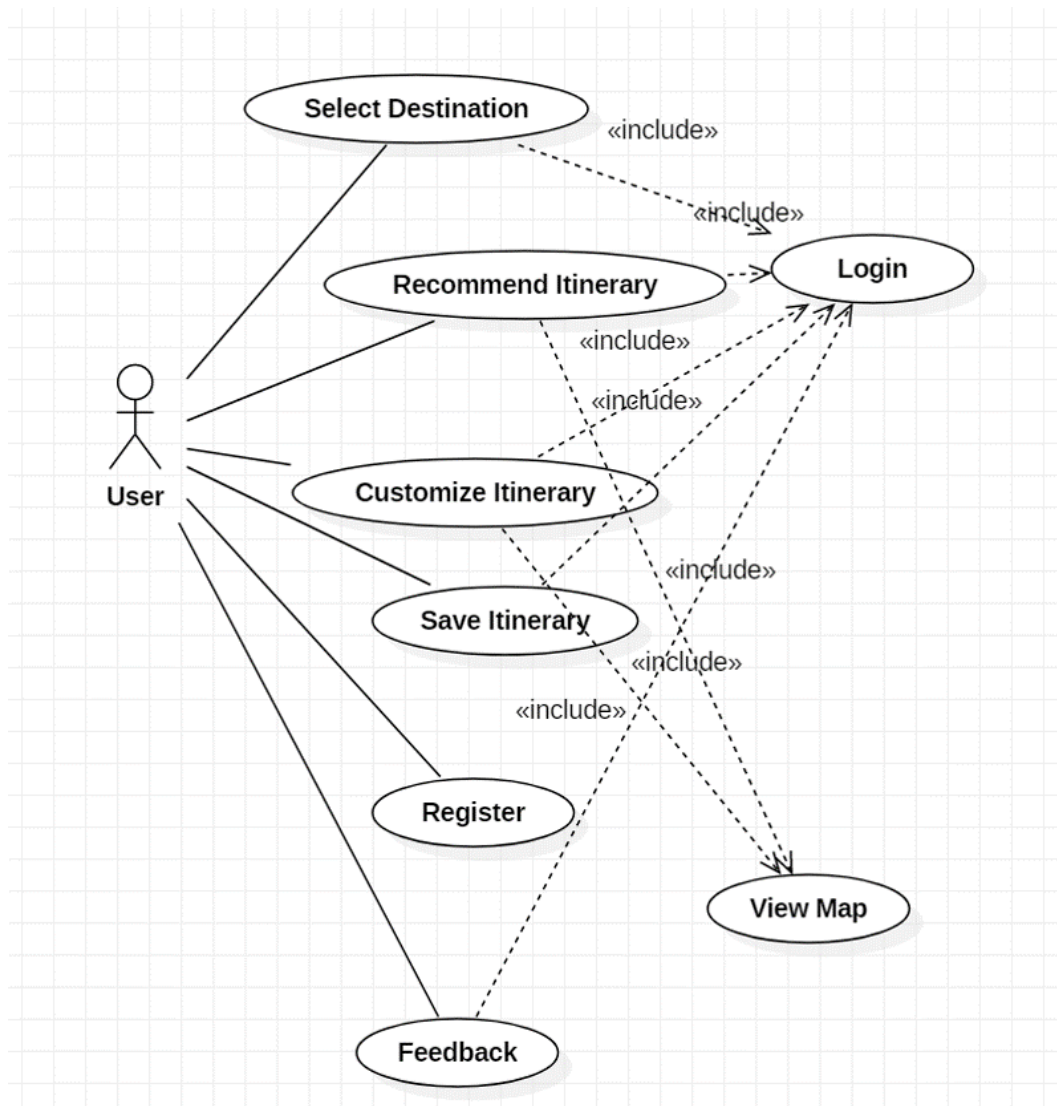 Select Destination
«include»
«include»
Recommend Itinerary
Login
«include»
«include»
Customize Itinerary
User
«include»
Save Itinerary
«include»
«include»
Register
View Map
Feedback